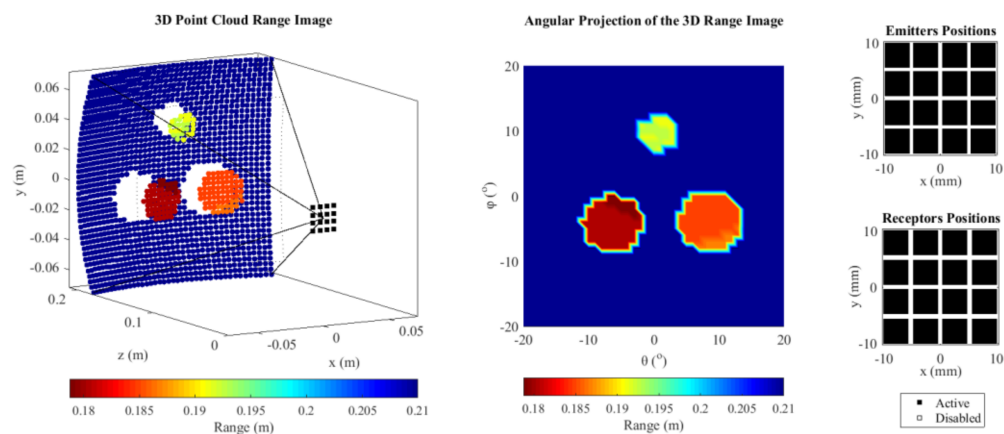 3D Point Cloud Range Image
0.06
0.04
0.02
0
-0.02
-0.04
-0.06
y (m)
0.2
0.1
0
z (m)
-0.05
0
0.05
x (m)
0.18 0.185 0.19 0.195 0.2 0.205 0.21
Range (m)
Angular Projection of the 3D Range Image
20
10
0
-10
-20
φ (°)
-20 -10 0 10 20
θ (°)
0.18 0.185 0.19 0.195 0.2 0.205 0.21
Range (m)
Emitters Positions
10
0
-10
y (mm)
-10 0 10
x (mm)
Receptors Positions
10
0
-10
y (mm)
-10 0 10
x (mm)
Active
Disabled